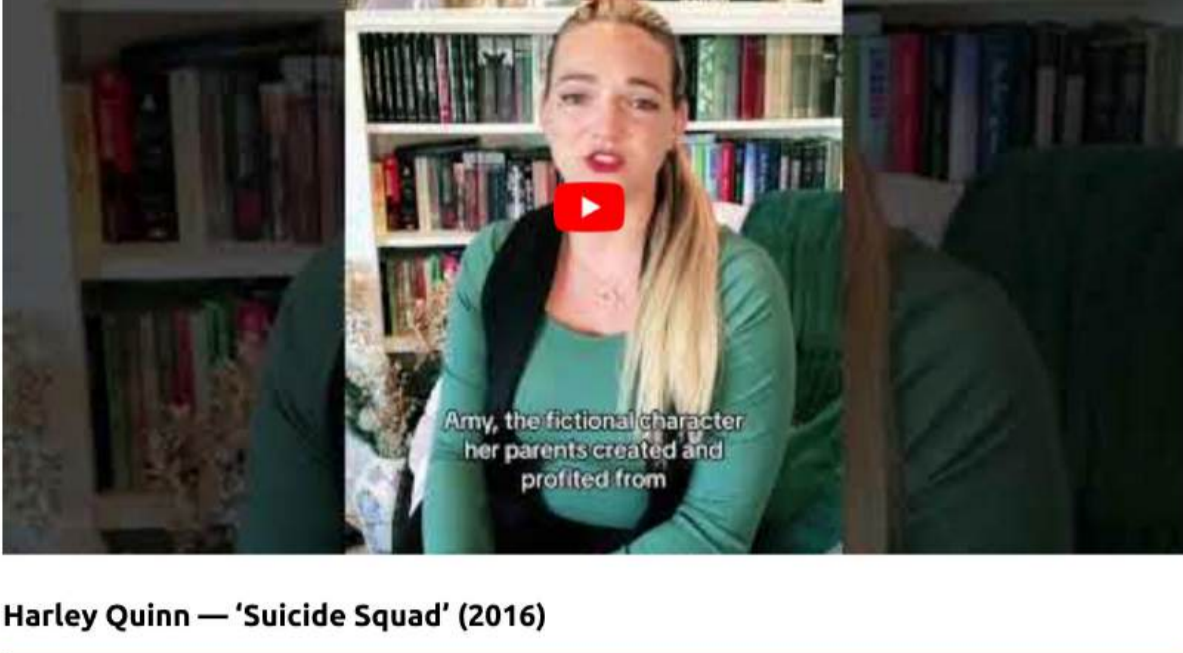 Amy, the fictional character
her parents created and
profited from
Harley Quinn — ‘Suicide Squad’ (2016)